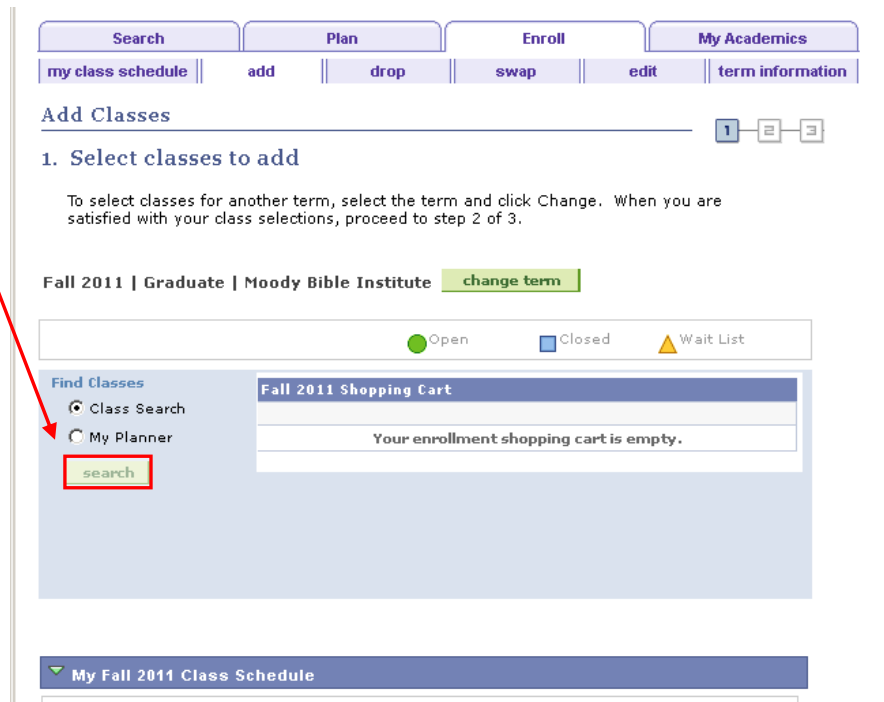 Search Plan Enroll My Academics
my class schedule add drop swap edit term information
Add Classes
1 2 3
1. Select classes to add
To select classes for another term, select the term and click Change. When you are
satisfied with your class selections, proceed to step 2 of 3.
Fall 2011 | Graduate | Moody Bible Institute change term
Open Closed Wait List
Find Classes
Class Search
My Planner
search
Fall 2011 Shopping Cart
Your enrollment shopping cart is empty.
My Fall 2011 Class Schedule